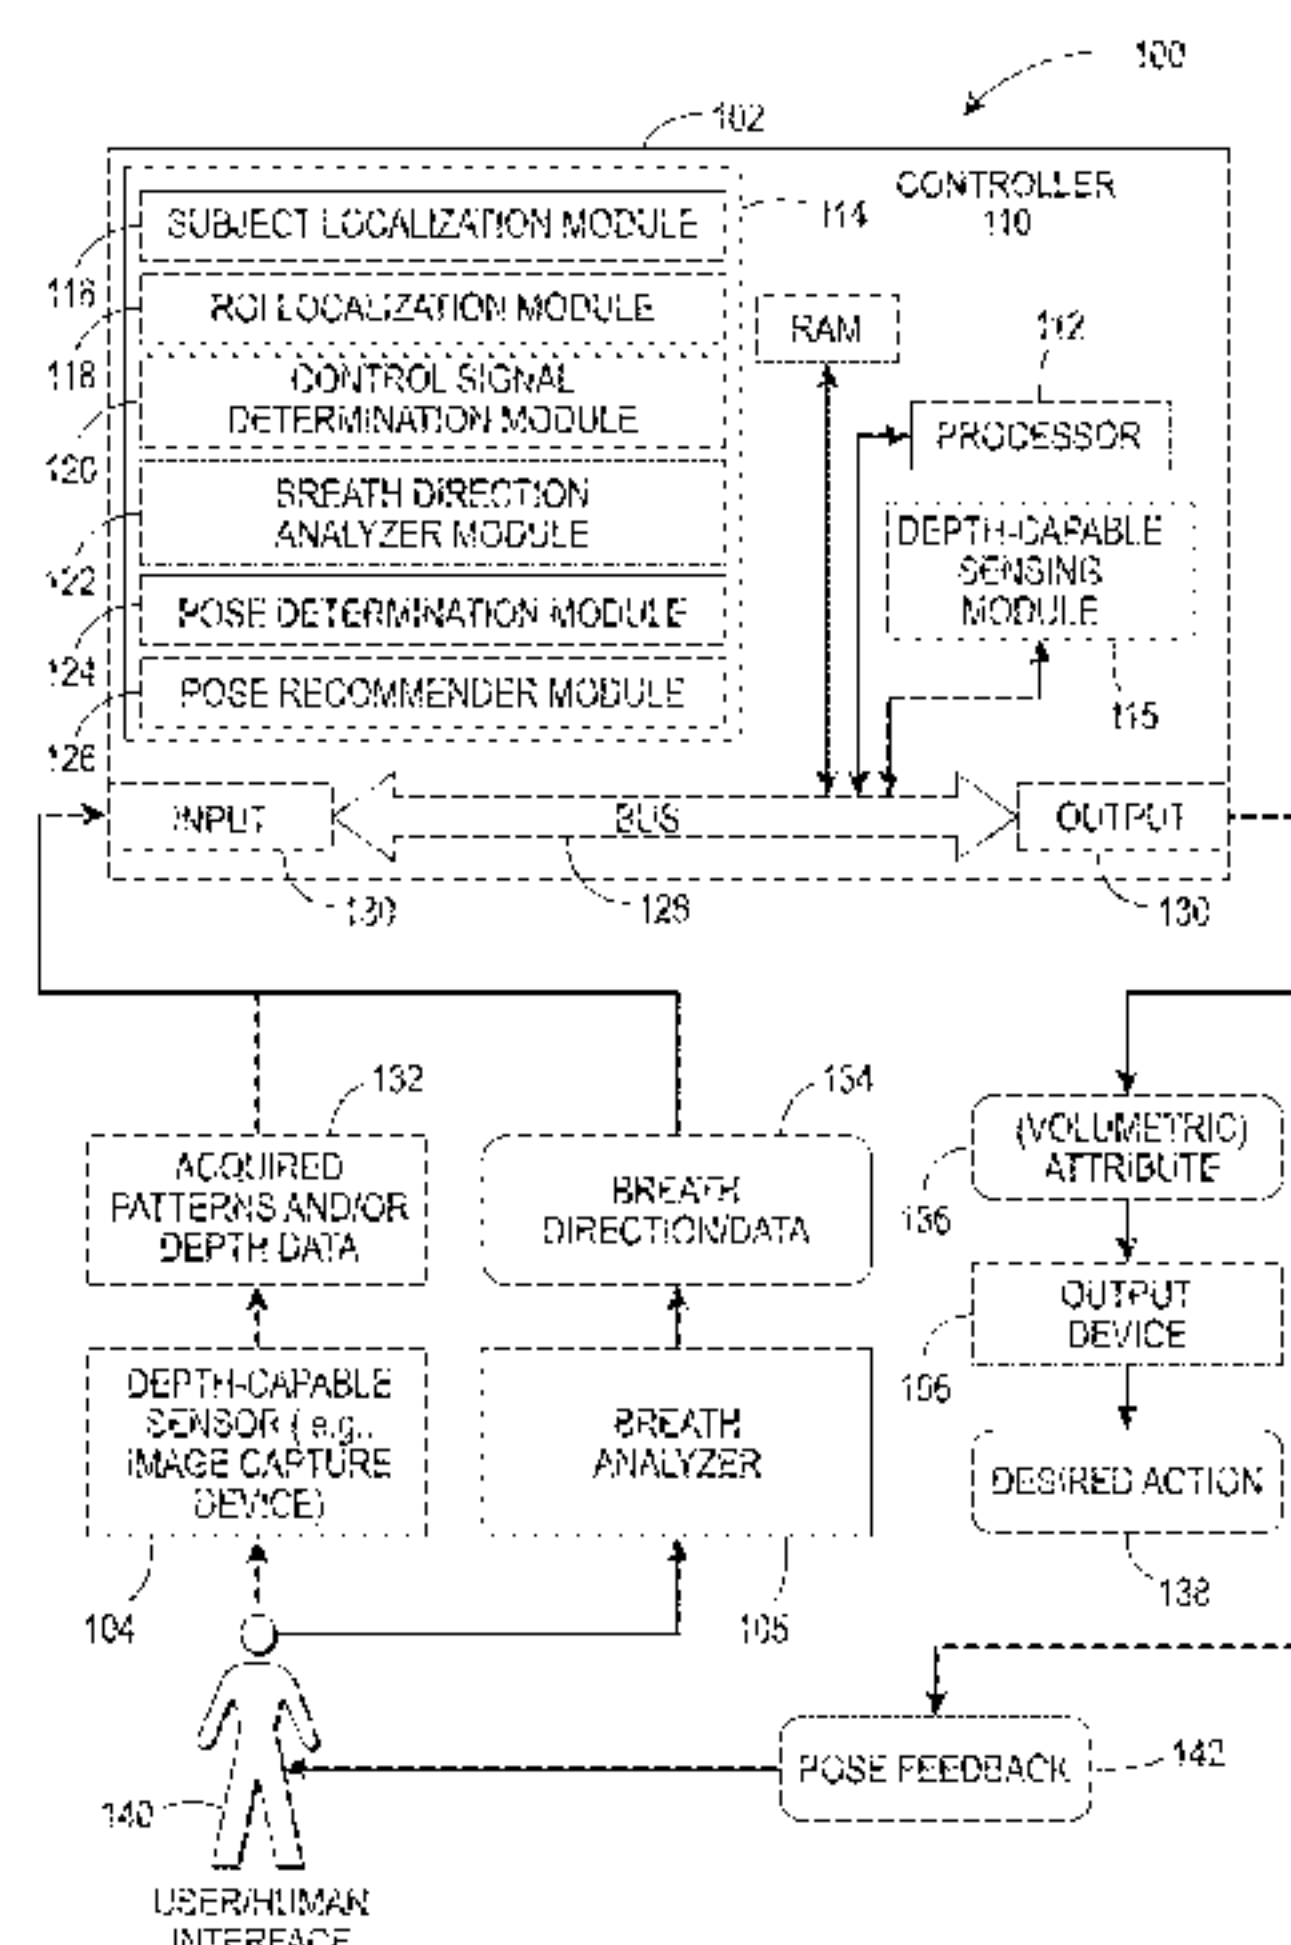 100
102
CONTROLLER
110
114
SUBJECT LOCALIZATION MODULE
116
ROI LOCALIZATION MODULE
118
CONTROL SIGNAL
DETERMINATION MODULE
120
BREATH DIRECTION
ANALYZER MODULE
122
POSE DETERMINATION MODULE
124
POSE RECOMMENDER MODULE
126
RAM
112
PROCESSOR
DEPTH-CAPABLE
SENSING
MODULE
115
INPUT
BUS
OUTPUT
130
128
130
132
134
ACQUIRED
PATTERNS AND/OR
DEPTH DATA
BREATH
DIRECTION/DATA
(VOLUMETRIC)
ATTRIBUTE
136
OUTPUT
DEVICE
106
DEPTH-CAPABLE
SENSOR ( e.g.,
IMAGE CAPTURE
DEVICE)
BREATH
ANALYZER
DESIRED ACTION
138
104
105
POSE FEEDBACK
142
140
USER/HUMAN
INTERFACE